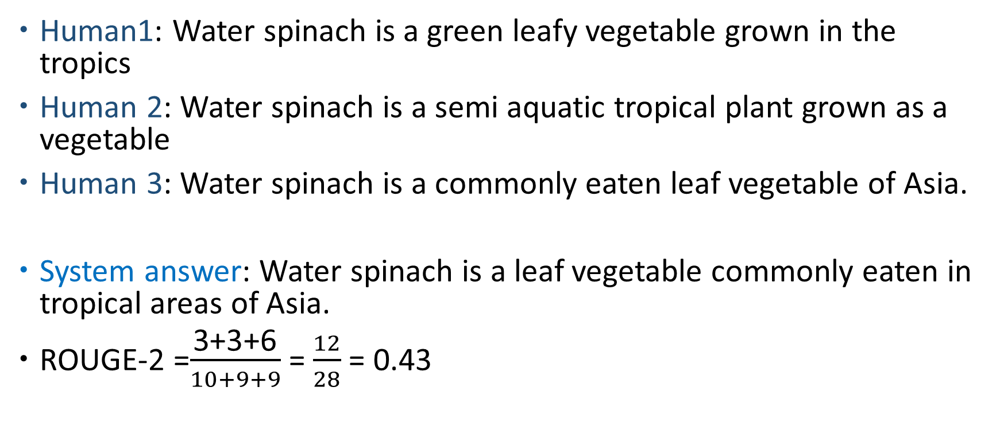 • Human1: Water spinach is a green leafy vegetable grown in the
tropics
• Human 2: Water spinach is a semi aquatic tropical plant grown as a
vegetable
• Human 3: Water spinach is a commonly eaten leaf vegetable of Asia.
• System answer: Water spinach is a leaf vegetable commonly eaten in
tropical areas of Asia.
• ROUGE-2 = 3+3+6 / 10+9+9 = 12 / 28 = 0.43